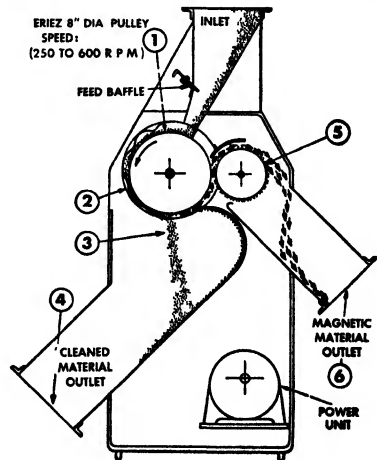 ERIEZ 8" DIA PULLEY
SPEED:
(250 TO 600 R P M)
1
INLET
FEED BAFFLE
5
2
3
4
CLEANED
MATERIAL
OUTLET
MAGNETIC
MATERIAL
OUTLET
6
POWER
UNIT